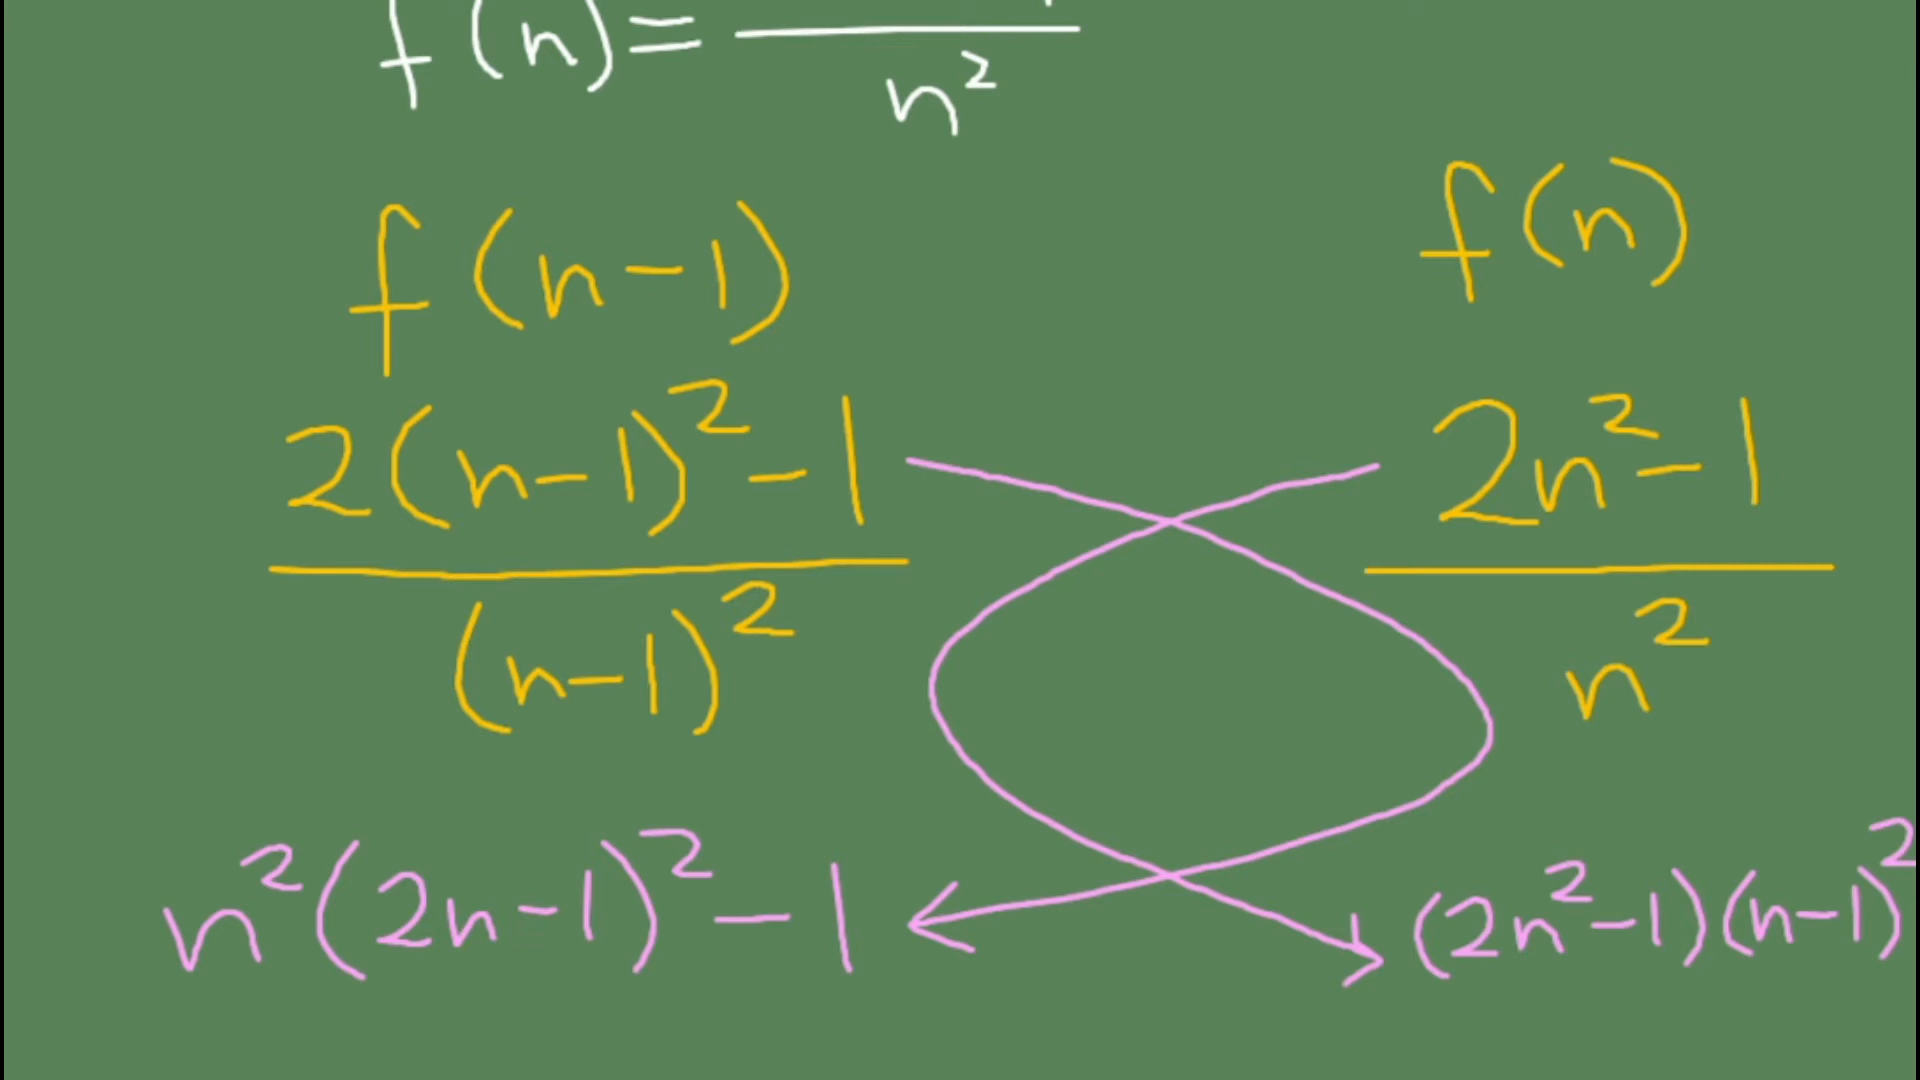 f(n)= / n²
f(n-1) f(n)
2(n-1)²-1 / (n-1)² 2n²-1 / n²
n²(2n-1)²-1 (2n²-1)(n-1)²